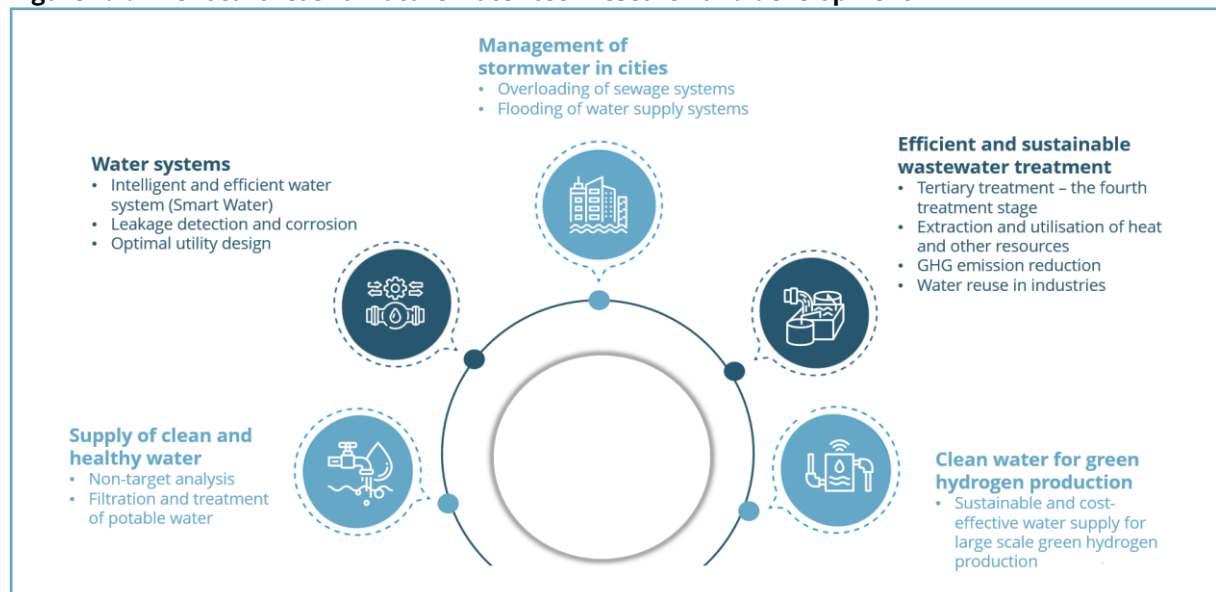 Management of
stormwater in cities
• Overloading of sewage systems
• Flooding of water supply systems
Water systems
• Intelligent and efficient water
system (Smart Water)
• Leakage detection and corrosion
• Optimal utility design
Efficient and sustainable
wastewater treatment
• Tertiary treatment – the fourth
treatment stage
• Extraction and utilisation of heat
and other resources
• GHG emission reduction
• Water reuse in industries
Supply of clean and
healthy water
• Non-target analysis
• Filtration and treatment
of potable water
Clean water for green
hydrogen production
• Sustainable and cost-
effective water supply for
large scale green hydrogen
production